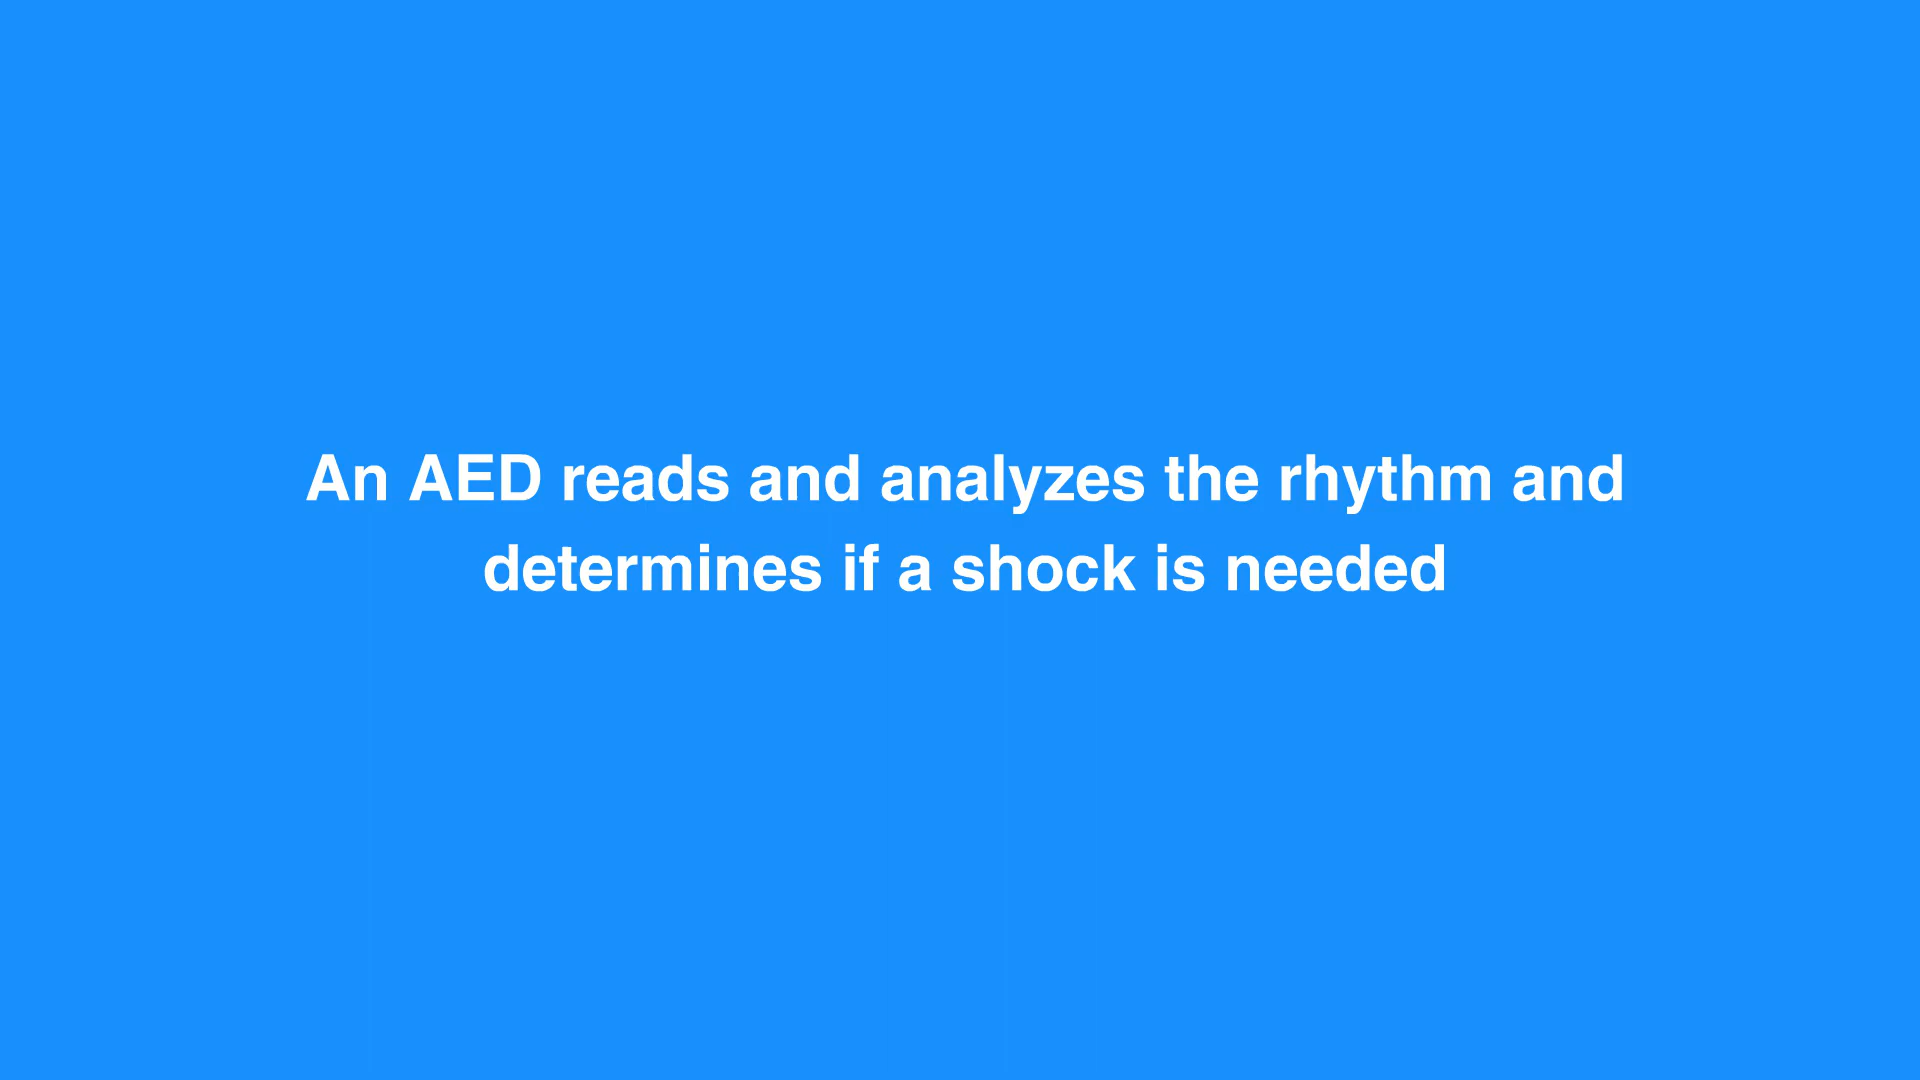 An AED reads and analyzes the rhythm and
determines if a shock is needed